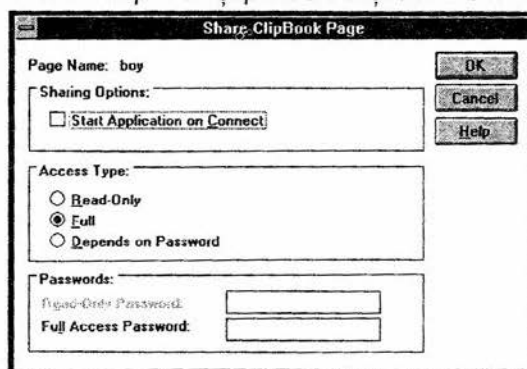 Share ClipBook Page
Page Name: boy
OK
Sharing Options:
Cancel
Start Application on Connect
Help
Access Type:
Read-Only
Full
Depends on Password
Passwords:
Read-Only Password:
Full Access Password: